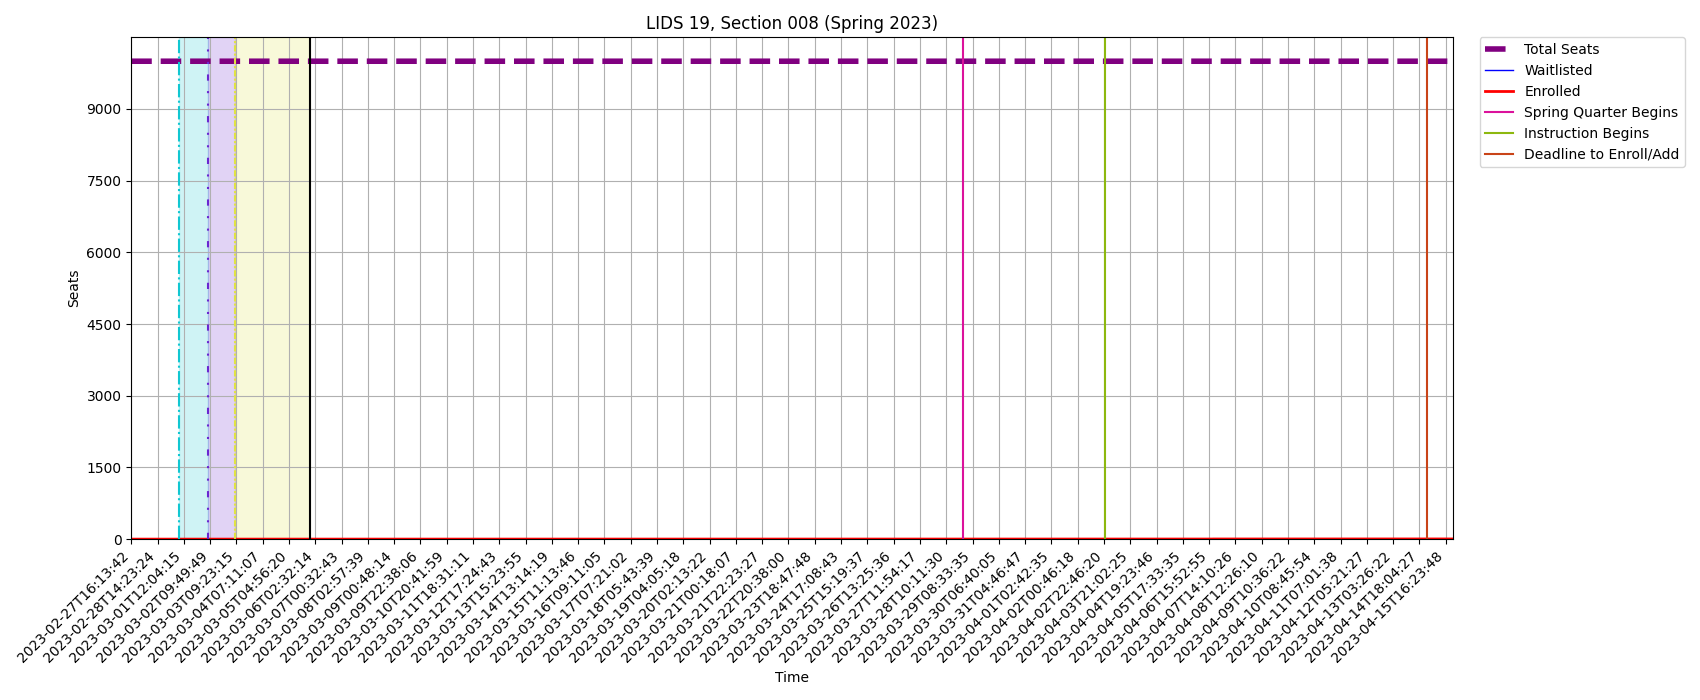 LIDS 19, Section 008 (Spring 2023)
Total Seats
Waitlisted
Enrolled
Spring Quarter Begins
Instruction Begins
Deadline to Enroll/Add
9000
7500
6000
4500
3000
1500
0
Seats
2023-02-27T16:13:42
2023-02-28T14:23:24
2023-03-01T12:04:15
2023-03-02T09:49:49
2023-03-03T09:23:15
2023-03-04T07:11:07
2023-03-05T04:56:20
2023-03-06T02:32:14
2023-03-07T00:32:43
2023-03-08T02:57:39
2023-03-09T00:48:14
2023-03-09T22:38:06
2023-03-10T20:41:59
2023-03-11T18:31:11
2023-03-12T17:24:43
2023-03-13T15:23:55
2023-03-14T13:14:19
2023-03-15T11:13:46
2023-03-16T09:11:05
2023-03-17T07:21:02
2023-03-18T05:43:39
2023-03-19T04:05:18
2023-03-20T02:13:22
2023-03-21T00:18:07
2023-03-21T22:23:27
2023-03-22T20:38:00
2023-03-23T18:47:48
2023-03-24T17:08:43
2023-03-25T15:19:37
2023-03-26T13:25:36
2023-03-27T11:54:17
2023-03-28T10:11:30
2023-03-29T08:33:35
2023-03-30T06:40:05
2023-03-31T04:46:47
2023-04-01T02:42:35
2023-04-02T00:46:18
2023-04-02T22:46:20
2023-04-03T21:02:25
2023-04-04T19:23:46
2023-04-05T17:33:35
2023-04-06T15:52:55
2023-04-07T14:10:26
2023-04-08T12:26:10
2023-04-09T10:36:22
2023-04-10T08:45:54
2023-04-11T07:01:38
2023-04-12T05:21:27
2023-04-13T03:26:22
2023-04-14T18:04:27
2023-04-15T16:23:48
Time